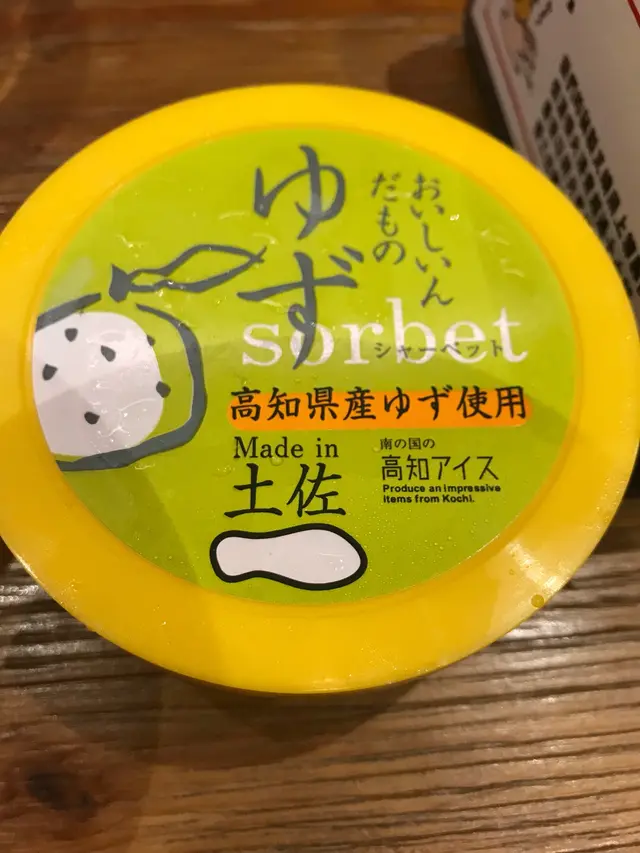 おいしいん
だもの
ゆず
sorbet
シャーベット
高知県産ゆず使用
Made in
土佐
南の国の
高知アイス
Produce an impressive
items from Kochi.